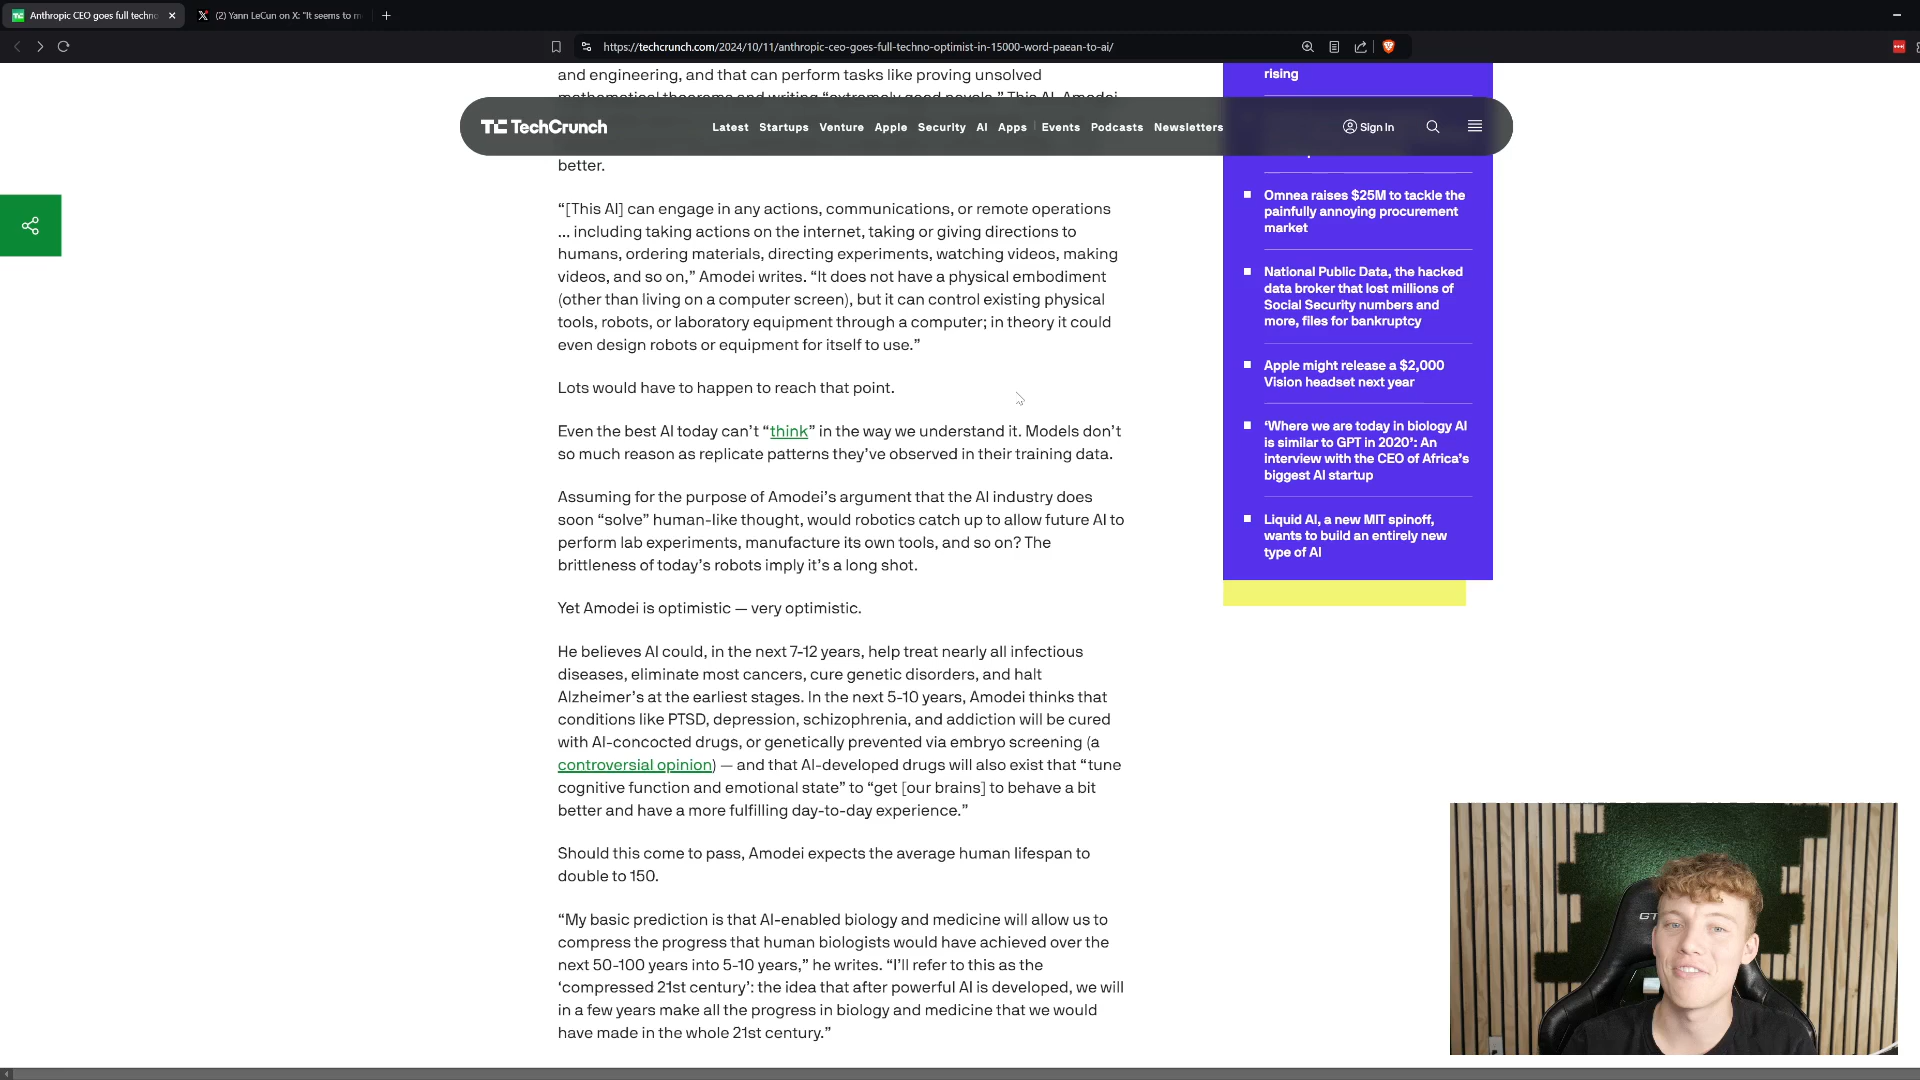 Anthropic CEO goes full techno
(2) Yann LeCun on X: "It seems to m
https://techcrunch.com/2024/10/11/anthropic-ceo-goes-full-techno-optimist-in-15000-word-paean-to-ai/
and engineering, and that can perform tasks like proving unsolved
mathematical theorems and writing “extremely good novels.” This AI, Amodei
TechCrunch
Latest Startups Venture Apple Security AI Apps Events Podcasts Newsletters
Sign In
better.
“[This AI] can engage in any actions, communications, or remote operations
… including taking actions on the internet, taking or giving directions to
humans, ordering materials, directing experiments, watching videos, making
videos, and so on,” Amodei writes. “It does not have a physical embodiment
(other than living on a computer screen), but it can control existing physical
tools, robots, or laboratory equipment through a computer; in theory it could
even design robots or equipment for itself to use.”
Lots would have to happen to reach that point.
Even the best AI today can’t “think” in the way we understand it. Models don’t
so much reason as replicate patterns they’ve observed in their training data.
Assuming for the purpose of Amodei’s argument that the AI industry does
soon “solve” human-like thought, would robotics catch up to allow future AI to
perform lab experiments, manufacture its own tools, and so on? The
brittleness of today’s robots imply it’s a long shot.
Yet Amodei is optimistic — very optimistic.
He believes AI could, in the next 7-12 years, help treat nearly all infectious
diseases, eliminate most cancers, cure genetic disorders, and halt
Alzheimer’s at the earliest stages. In the next 5-10 years, Amodei thinks that
conditions like PTSD, depression, schizophrenia, and addiction will be cured
with AI-concocted drugs, or genetically prevented via embryo screening (a
controversial opinion) — and that AI-developed drugs will also exist that “tune
cognitive function and emotional state” to “get [our brains] to behave a bit
better and have a more fulfilling day-to-day experience.”
Should this come to pass, Amodei expects the average human lifespan to
double to 150.
“My basic prediction is that AI-enabled biology and medicine will allow us to
compress the progress that human biologists would have achieved over the
next 50-100 years into 5-10 years,” he writes. “I’ll refer to this as the
‘compressed 21st century’: the idea that after powerful AI is developed, we will
in a few years make all the progress in biology and medicine that we would
have made in the whole 21st century.”
rising
Omnea raises $25M to tackle the
painfully annoying procurement
market
National Public Data, the hacked
data broker that lost millions of
Social Security numbers and
more, files for bankruptcy
Apple might release a $2,000
Vision headset next year
‘Where we are today in biology AI
is similar to GPT in 2020’: An
interview with the CEO of Africa’s
biggest AI startup
Liquid AI, a new MIT spinoff,
wants to build an entirely new
type of AI
GT